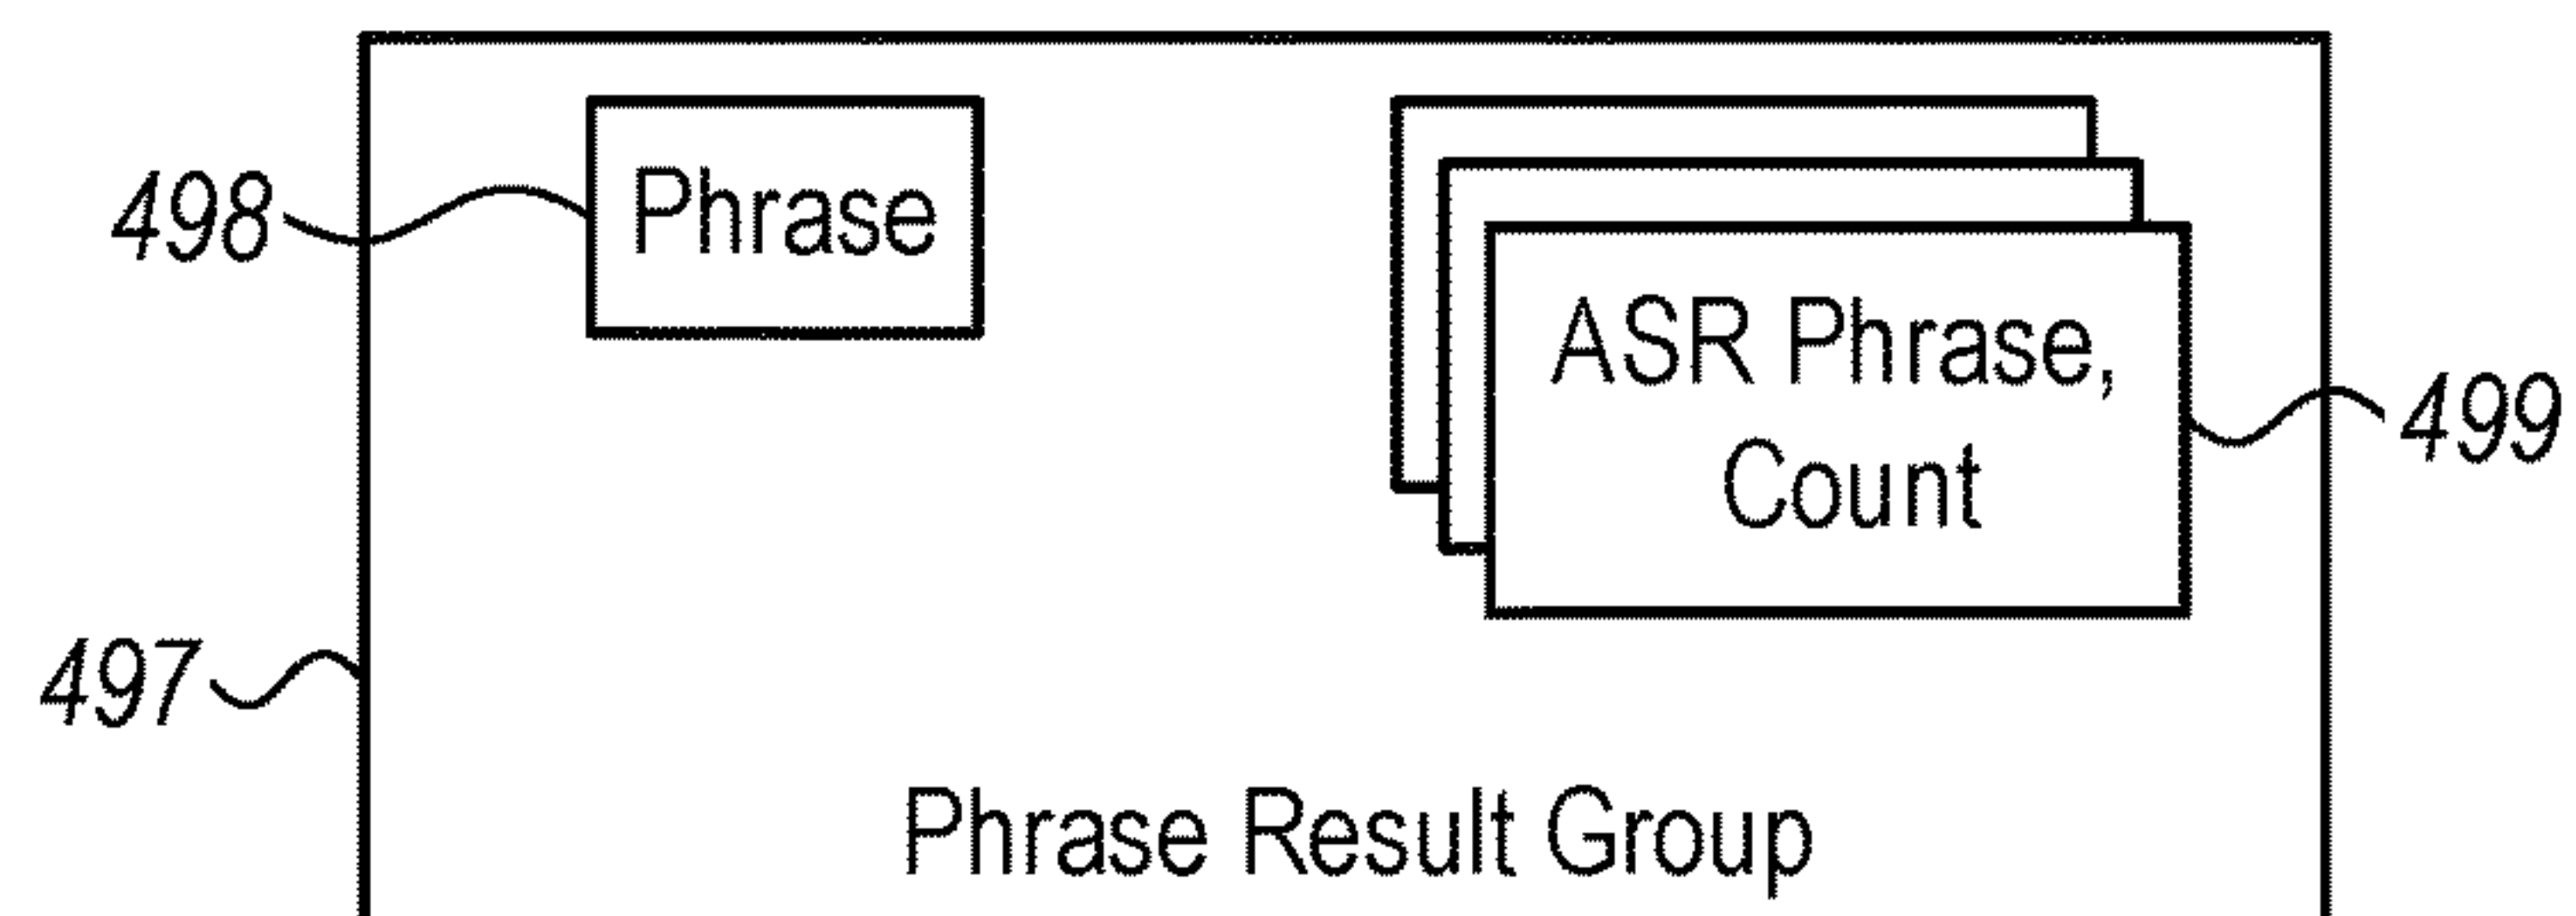 498
Phrase
ASR Phrase,
Count
499
497
Phrase Result Group